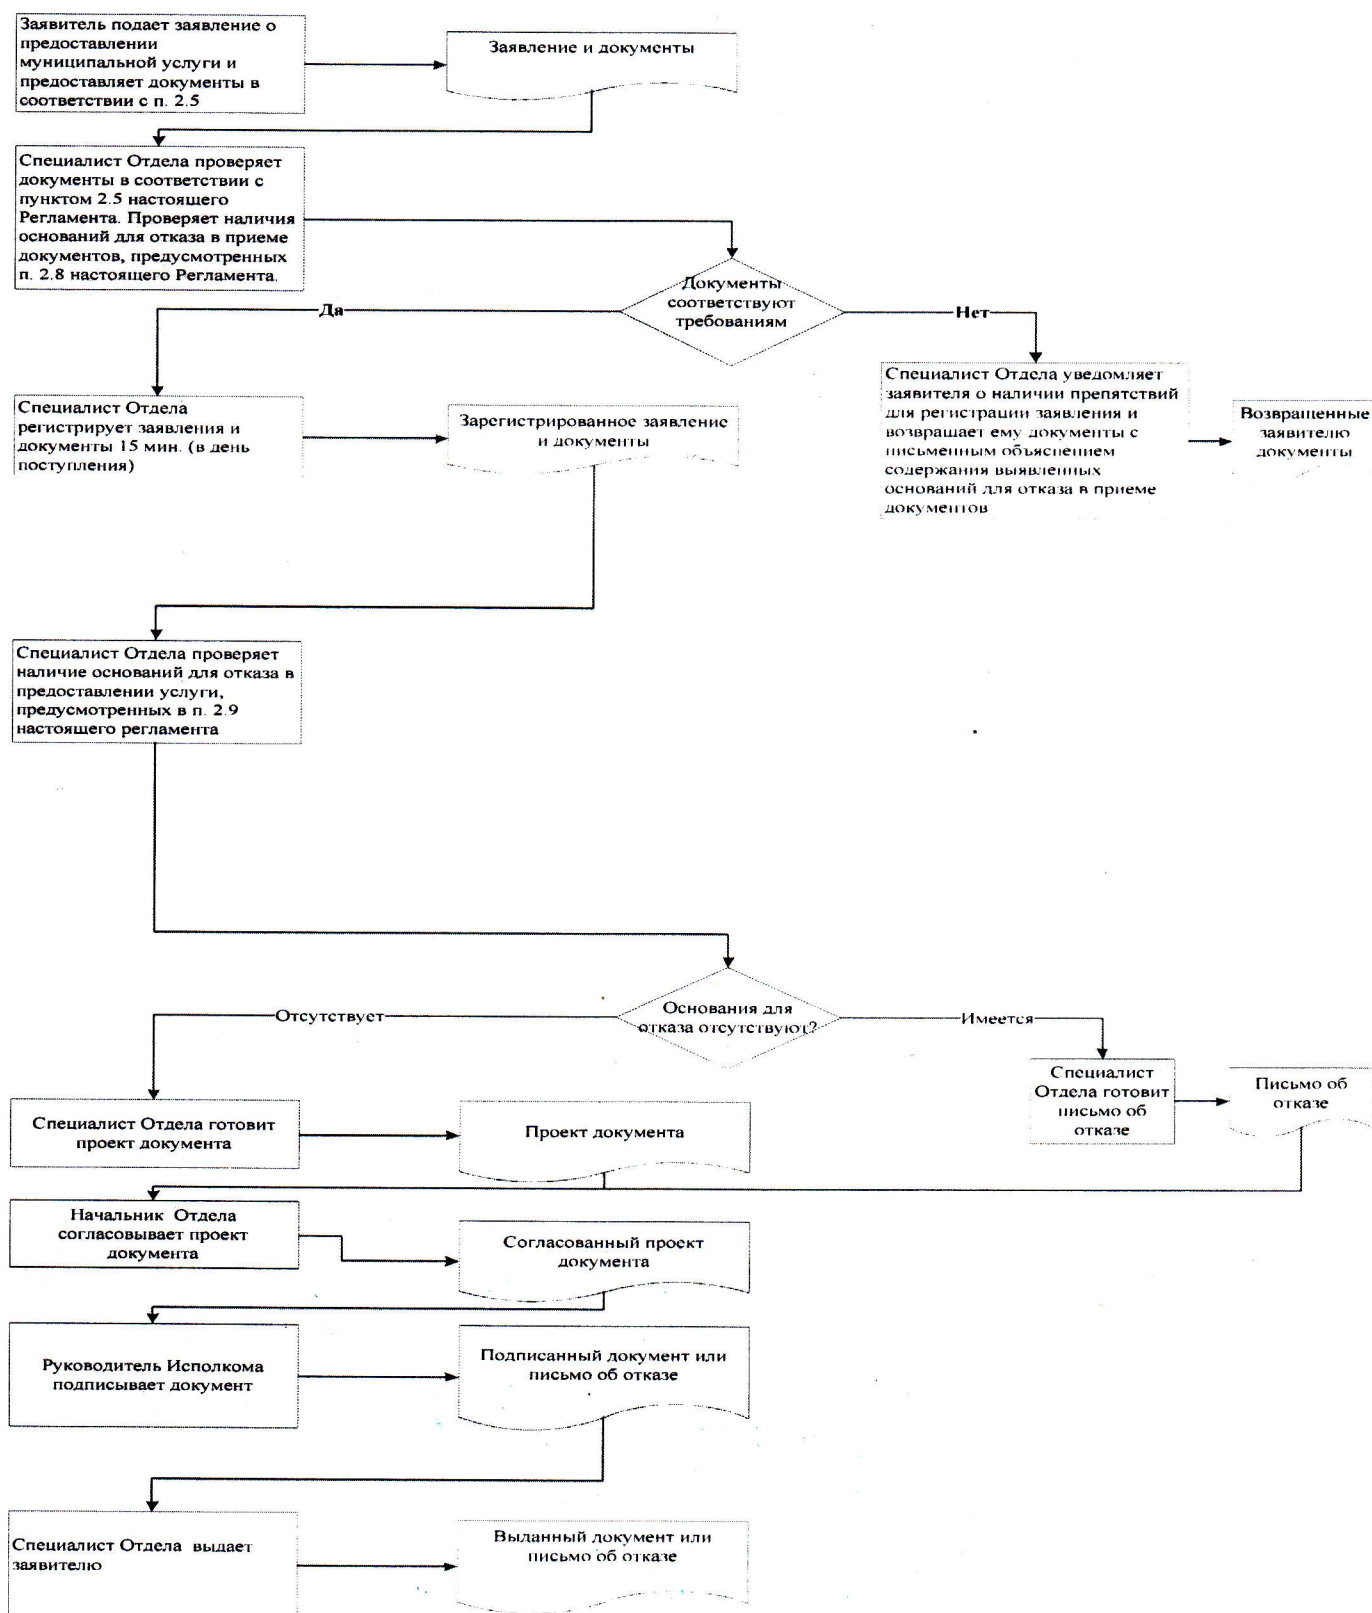 Заявитель подает заявление о
предоставлении
муниципальной услуги и
предоставляет документы в
соответствии с п. 2.5
Заявление и документы
Специалист Отдела проверяет
документы в соответствии с
пунктом 2.5 настоящего
Регламента. Проверяет наличия
оснований для отказа в приеме
документов, предусмотренных
п. 2.8 настоящего Регламента.
Документы
соответствуют
требованиям
Да
Нет
Специалист Отдела
регистрирует заявления и
документы 15 мин. (в день
поступления)
Зарегистрированное заявление
и документы
Специалист Отдела уведомляет
заявителя о наличии препятствий
для регистрации заявления и
возвращает ему документы с
письменным объяснением
содержания выявленных
оснований для отказа в приеме
документов
Возвращенные
заявителю
документы
Специалист Отдела проверяет
наличие оснований для отказа в
предоставлении услуги,
предусмотренных в п. 2.9
настоящего регламента
Основания для
отказа отсутствуют?
Отсутствует
Имеется
Специалист
Отдела готовит
письмо об
отказе
Письмо об
отказе
Специалист Отдела готовит
проект документа
Проект документа
Начальник Отдела
согласовывает проект
документа
Согласованный проект
документа
Руководитель Исполкома
подписывает документ
Подписанный документ или
письмо об отказе
Специалист Отдела выдает
заявителю
Выданный документ или
письмо об отказе